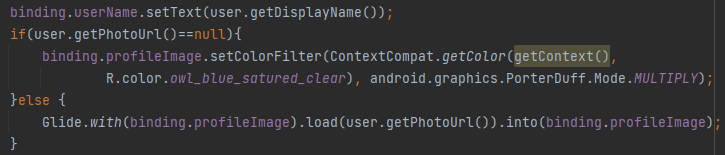 binding.userName.setText(user.getDisplayName());
if(user.getPhotoUrl()==null){
binding.profileImage.setColorFilter(ContextCompat.getColor(getContext(),
R.color.owl_blue_satured_clear), android.graphics.PorterDuff.Mode.MULTIPLY);
}else {
Glide.with(binding.profileImage).load(user.getPhotoUrl()).into(binding.profileImage);
}